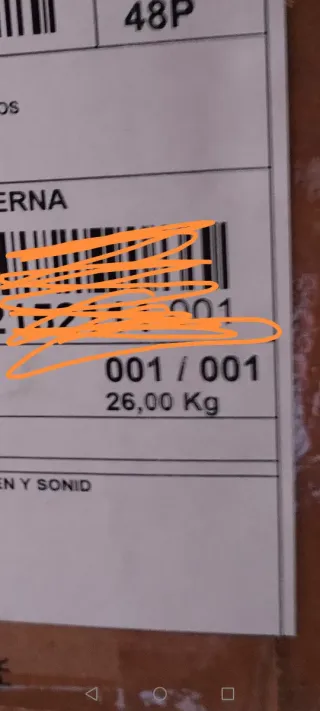 48P
OS
ERNA
001
001 / 001
26,00 Kg
EN Y SONID